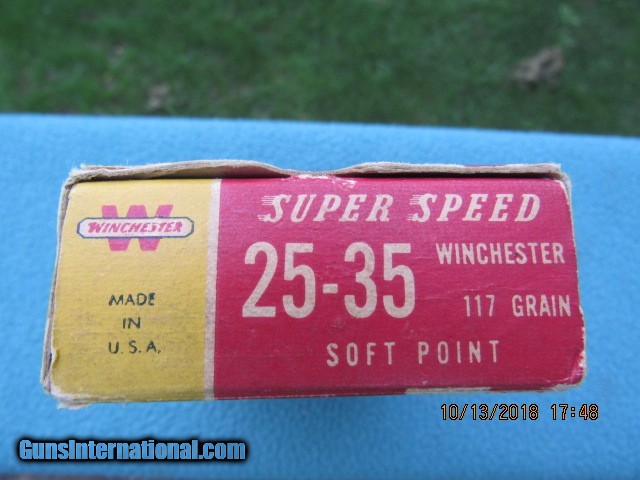 WINCHESTER
W
MADE
IN
U.S.A.
SUPER SPEED
25-35
WINCHESTER
117 GRAIN
SOFT POINT
10/13/2018 17:48
GunsInternational.com